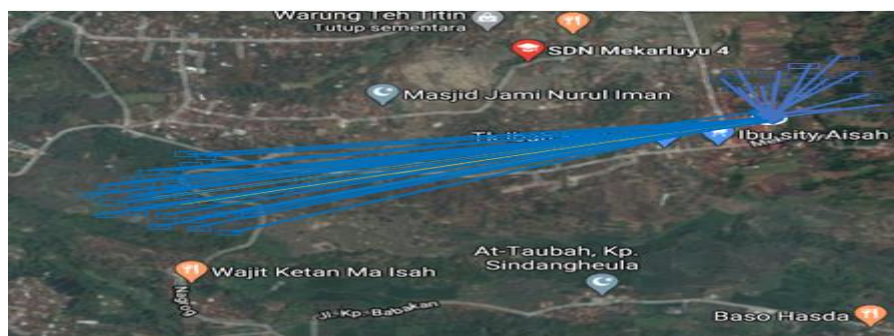 Warung Teh Titin
Tutup sementara
SDN Mekarluyu 4
Masjid Jami Nurul Iman
Ibu sity Aisah
At-Taubah, Kp.
Sindangheula
Wajit Ketan Ma Isah
Jl.-Kp.-Babakan
Baso Hasda